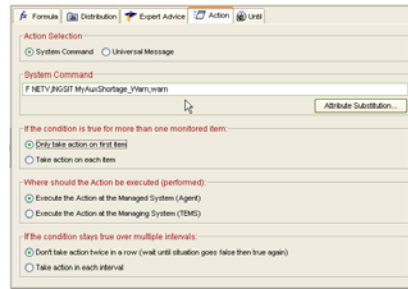 Formula Distribution Expert Advice Action Until
Action Selection
System Command Universal Message
System Command
F NETV,INGSIT MyAuxShortage_Warn,warn
Attribute Substitution...
If the condition is true for more than one monitored item:
Only take action on first item
Take action on each item
Where should the Action be executed (performed):
Execute the Action at the Managed System (Agent)
Execute the Action at the Managing System (TEMS)
If the condition stays true over multiple intervals:
Don't take action twice in a row (wait until situation goes false then true again)
Take action in each interval